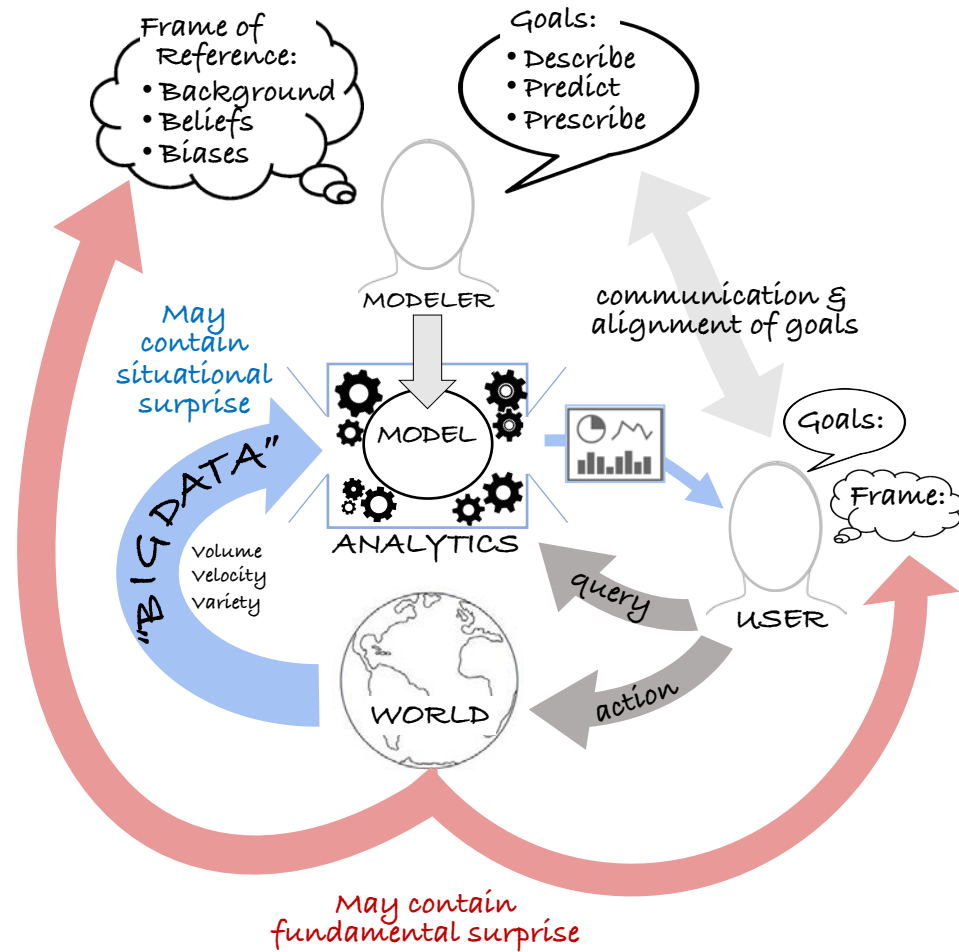 Frame of
Reference:
• Background
• Beliefs
• Biases
Goals:
• Describe
• Predict
• Prescribe
MODELER
communication &
alignment of goals
May
contain
situational
surprise
MODEL
ANALYTICS
"BIG DATA"
Volume
Velocity
Variety
Goals:
Frame:
USER
query
action
WORLD
May contain
fundamental surprise